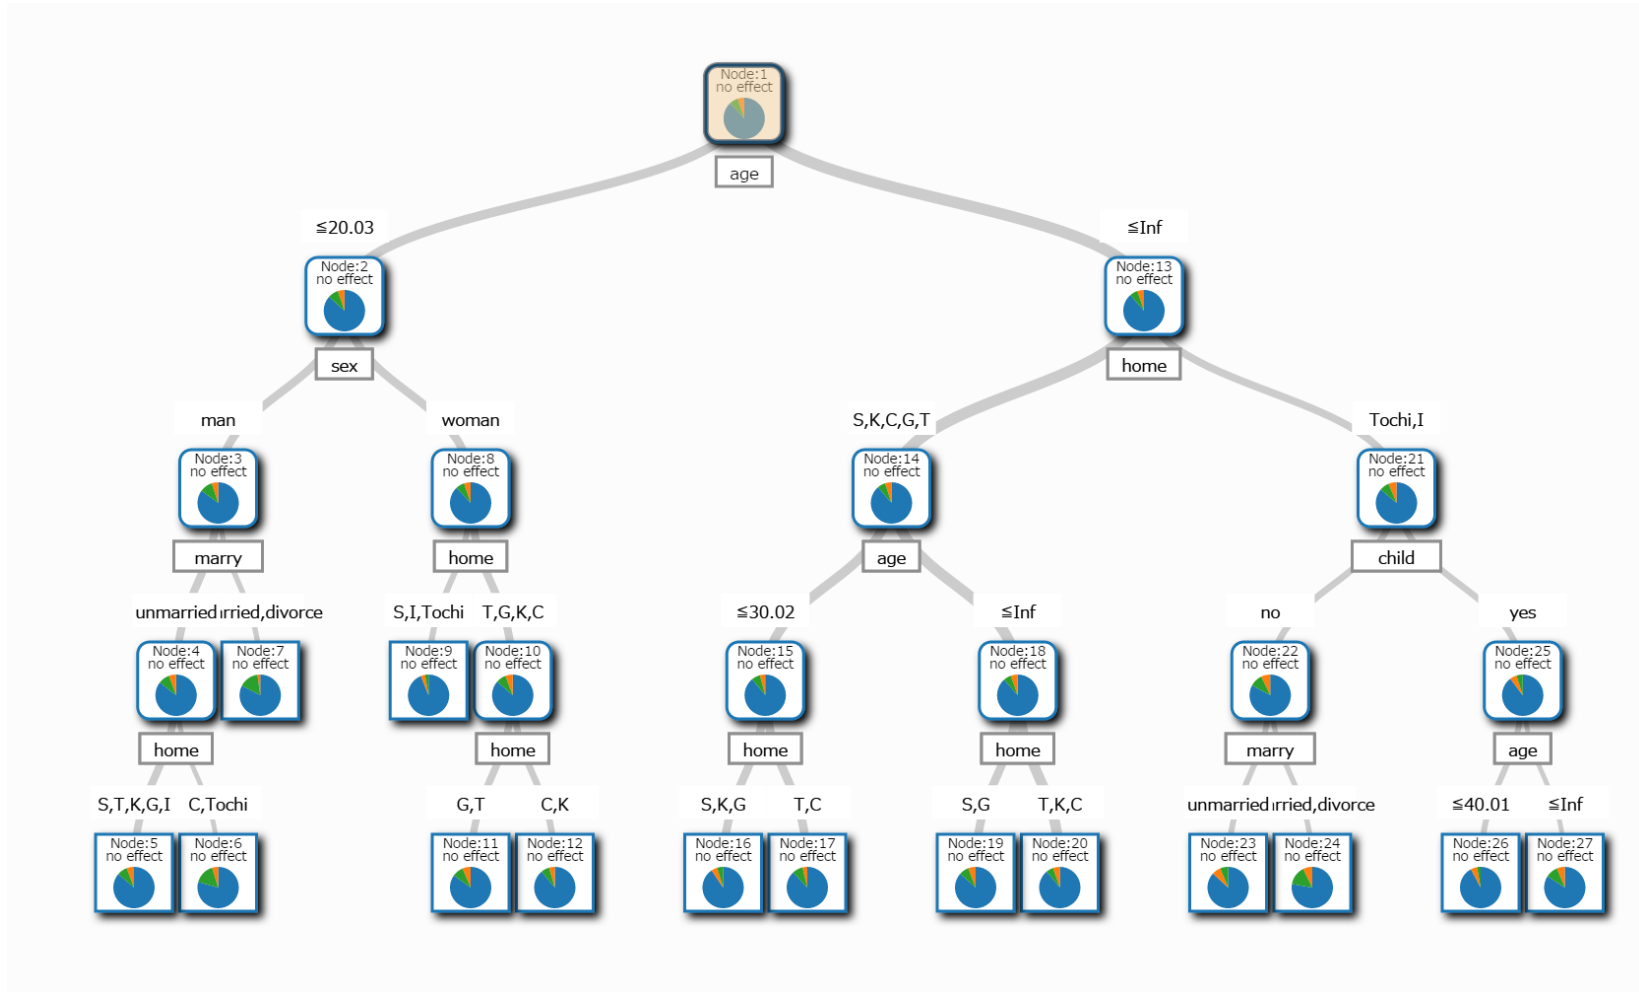 Node:1
no effect
age
≦20.03
≦Inf
Node:2
no effect
Node:13
no effect
sex
home
man
woman
S,K,C,G,T
Tochi,I
Node:3
no effect
Node:8
no effect
Node:14
no effect
Node:21
no effect
marry
home
age
child
unmarried
rried,divorce
S,I,Tochi
T,G,K,C
≦30.02
≦Inf
no
yes
Node:4
no effect
Node:7
no effect
Node:9
no effect
Node:10
no effect
Node:15
no effect
Node:18
no effect
Node:22
no effect
Node:25
no effect
home
home
home
home
marry
age
S,T,K,G,I
C,Tochi
G,T
C,K
S,K,G
T,C
S,G
T,K,C
unmarried
rried,divorce
≦40.01
≦Inf
Node:5
no effect
Node:6
no effect
Node:11
no effect
Node:12
no effect
Node:16
no effect
Node:17
no effect
Node:19
no effect
Node:20
no effect
Node:23
no effect
Node:24
no effect
Node:26
no effect
Node:27
no effect